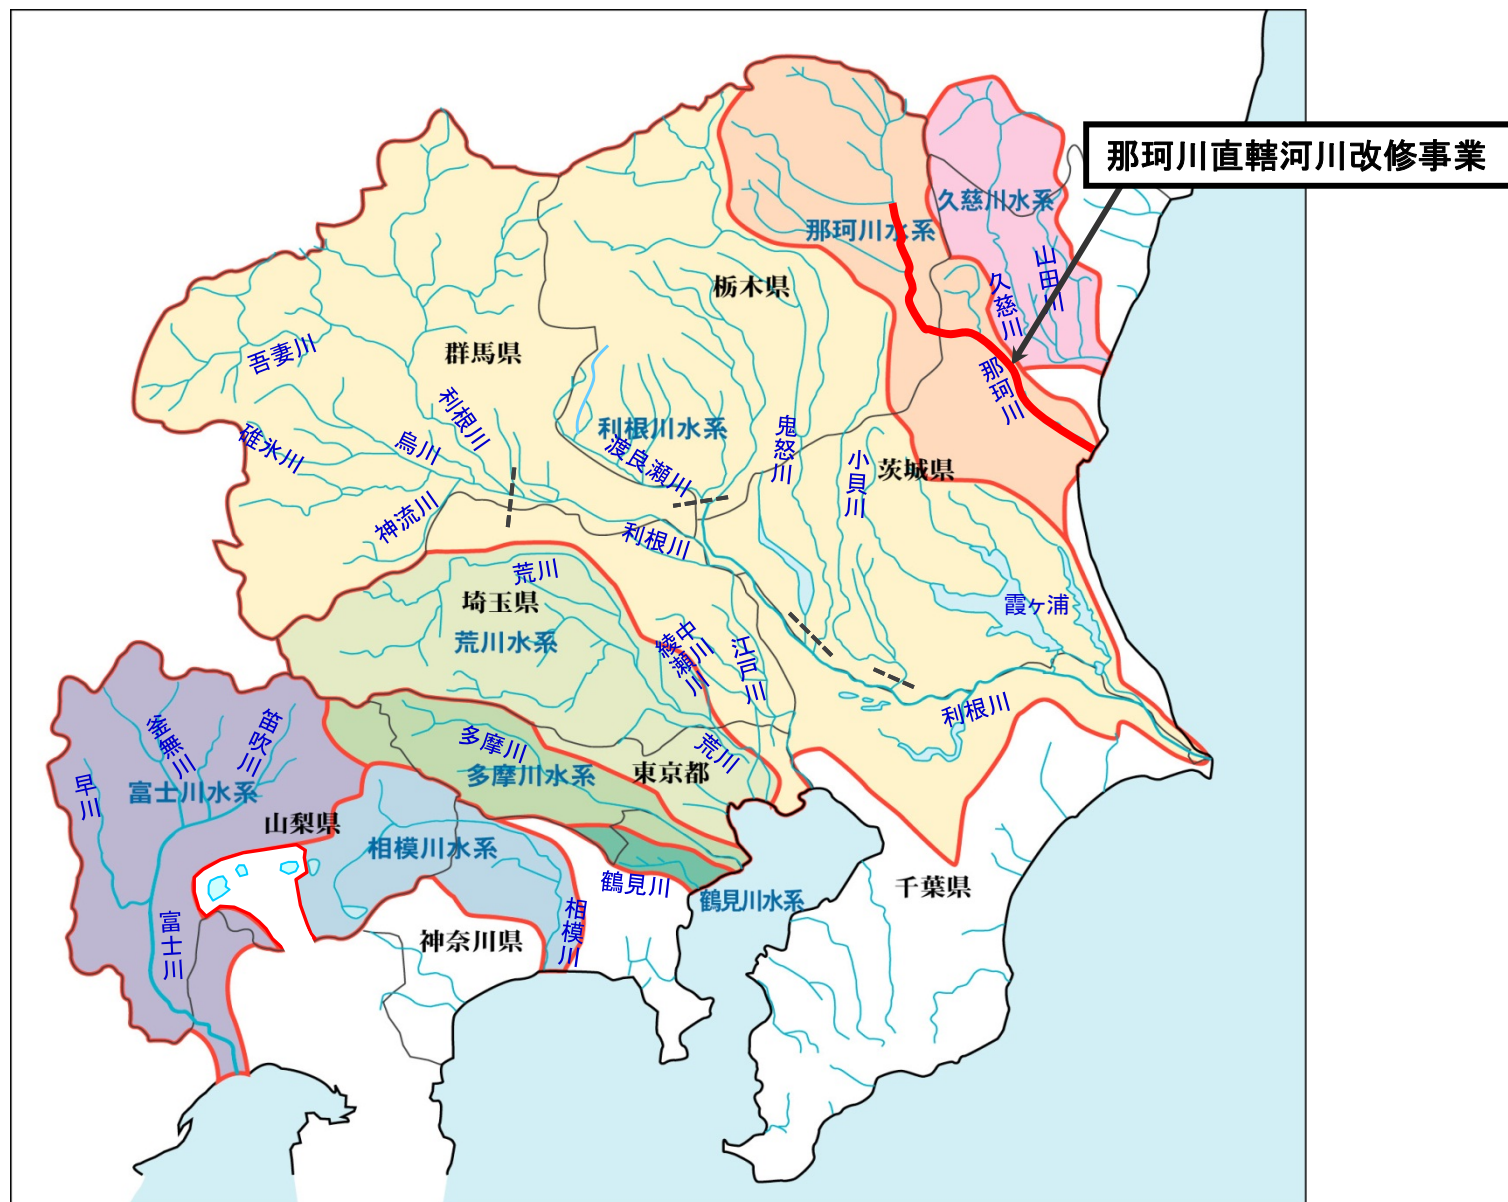 那珂川直轄河川改修事業
久慈川水系
那珂川水系
山田川
久慈川
栃木県
群馬県
吾妻川
那珂川
利根川
利根川水系
鬼怒川
碓氷川
烏川
渡良瀬川
小貝川
茨城県
神流川
利根川
荒川
埼玉県
荒川水系
霞ヶ浦
綾瀬川
中川
江戸川
利根川
釜無川
笛吹川
多摩川
荒川
早川
富士川水系
多摩川水系
東京都
山梨県
相模川水系
鶴見川
千葉県
鶴見川水系
富士川
神奈川県
相模川